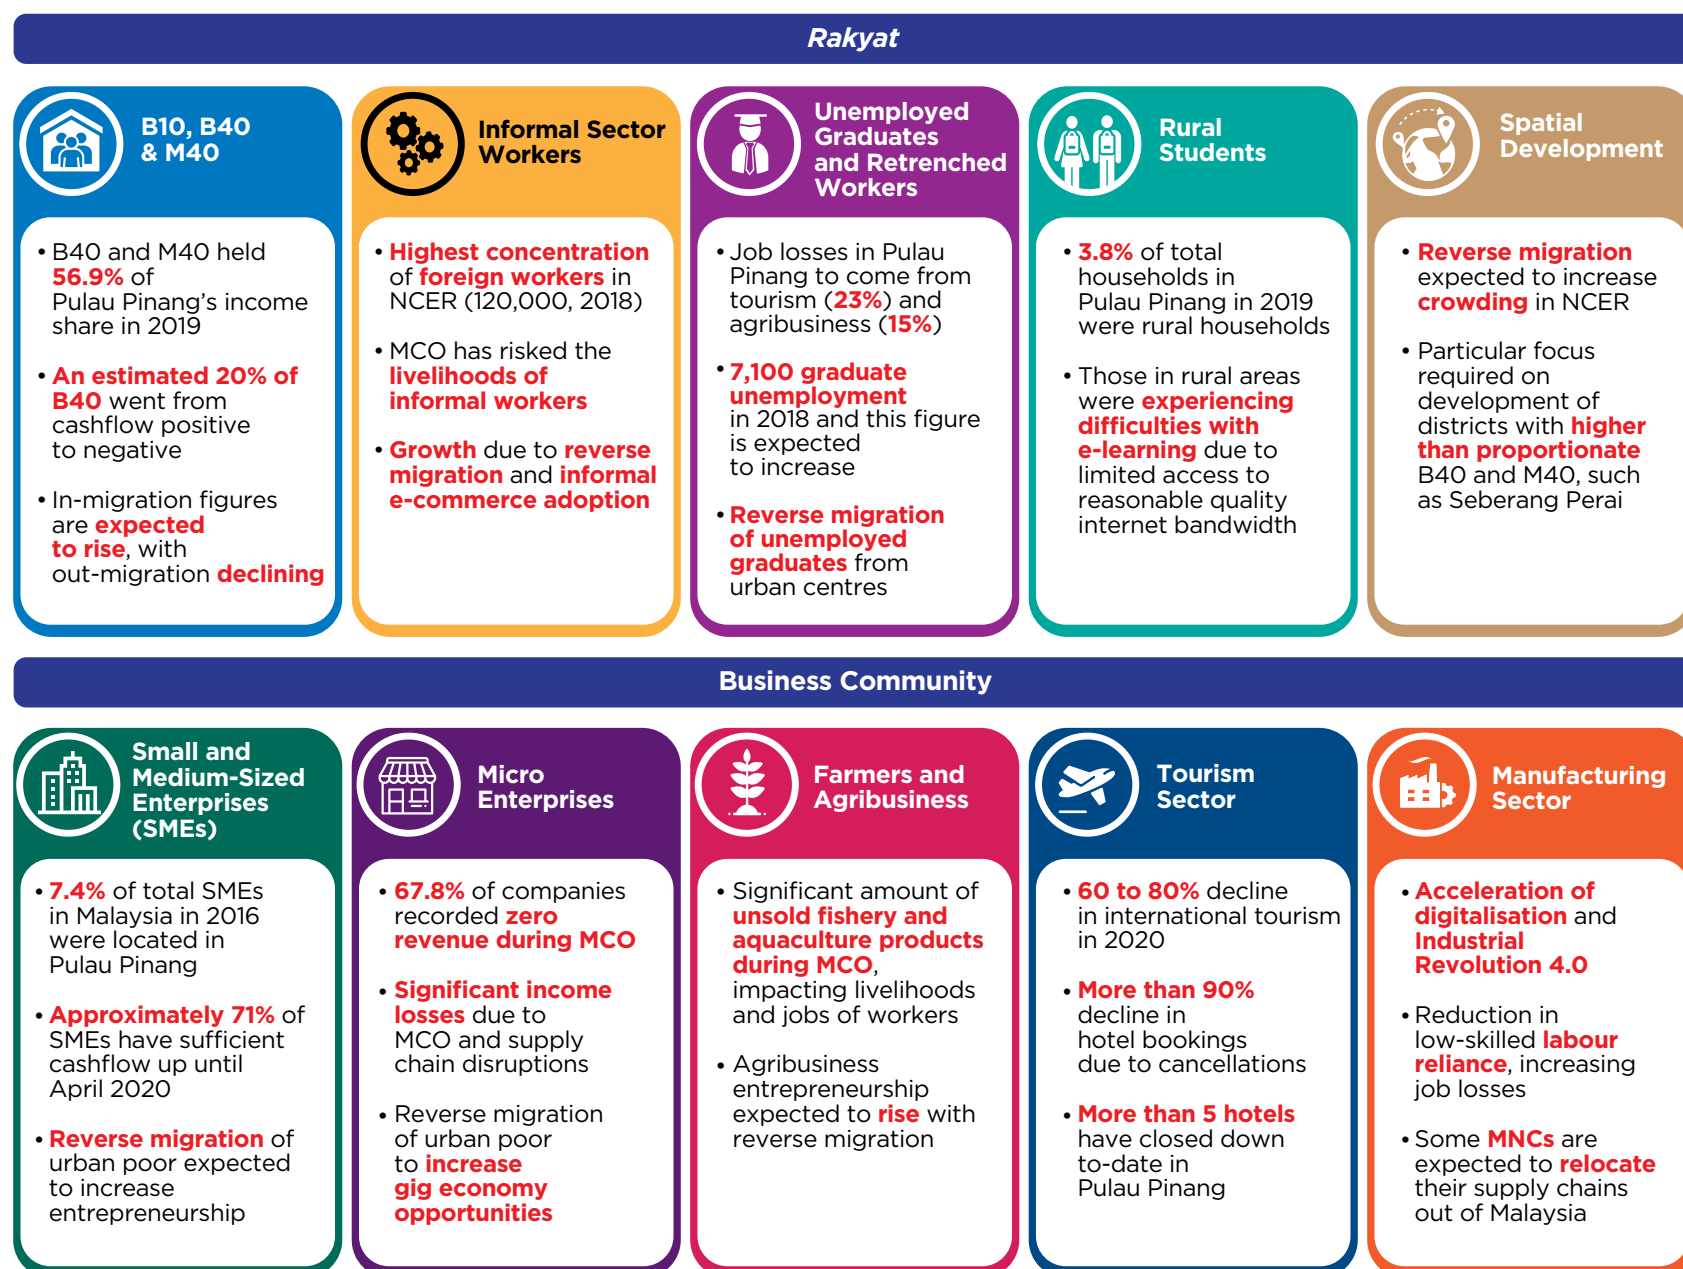 Rakyat
B10, B40
& M40
• B40 and M40 held
56.9% of
Pulau Pinang's income
share in 2019
• An estimated 20% of
B40 went from
cashflow positive
to negative
• In-migration figures
are expected
to rise, with
out-migration declining
Informal Sector
Workers
• Highest concentration
of foreign workers in
NCER (120,000, 2018)
• MCO has risked the
livelihoods of
informal workers
• Growth due to reverse
migration and informal
e-commerce adoption
Unemployed
Graduates
and Retrenched
Workers
• Job losses in Pulau
Pinang to come from
tourism (23%) and
agribusiness (15%)
• 7,100 graduate
unemployment
in 2018 and this figure
is expected
to increase
• Reverse migration
of unemployed
graduates from
urban centres
Rural
Students
• 3.8% of total
households in
Pulau Pinang in 2019
were rural households
• Those in rural areas
were experiencing
difficulties with
e-learning due to
limited access to
reasonable quality
internet bandwidth
Spatial
Development
• Reverse migration
expected to increase
crowding in NCER
• Particular focus
required on
development of
districts with higher
than proportionate
B40 and M40, such
as Seberang Perai
Business Community
Small and
Medium-Sized
Enterprises
(SMEs)
• 7.4% of total SMEs
in Malaysia in 2016
were located in
Pulau Pinang
• Approximately 71% of
SMEs have sufficient
cashflow up until
April 2020
• Reverse migration of
urban poor expected
to increase
entrepreneurship
Micro
Enterprises
• 67.8% of companies
recorded zero
revenue during MCO
• Significant income
losses due to
MCO and supply
chain disruptions
• Reverse migration
of urban poor
to increase
gig economy
opportunities
Farmers and
Agribusiness
• Significant amount of
unsold fishery and
aquaculture products
during MCO,
impacting livelihoods
and jobs of workers
• Agribusiness
entrepreneurship
expected to rise with
reverse migration
Tourism
Sector
• 60 to 80% decline
in international tourism
in 2020
• More than 90%
decline in
hotel bookings
due to cancellations
• More than 5 hotels
have closed down
to-date in
Pulau Pinang
Manufacturing
Sector
• Acceleration of
digitalisation and
Industrial
Revolution 4.0
• Reduction in
low-skilled labour
reliance, increasing
job losses
• Some MNCs are
expected to relocate
their supply chains
out of Malaysia